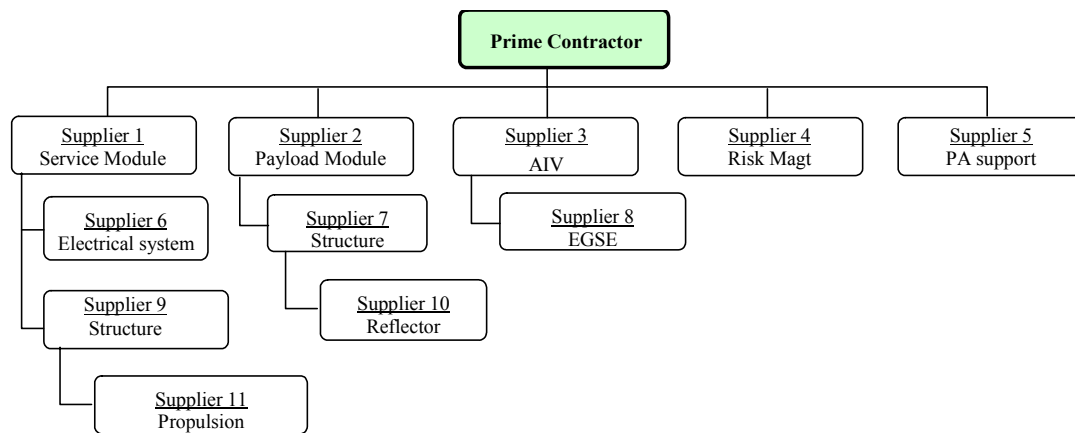 Prime Contractor
Supplier 1
Service Module
Supplier 2
Payload Module
Supplier 3
AIV
Supplier 4
Risk Magt
Supplier 5
PA support
Supplier 6
Electrical system
Supplier 7
Structure
Supplier 8
EGSE
Supplier 9
Structure
Supplier 10
Reflector
Supplier 11
Propulsion